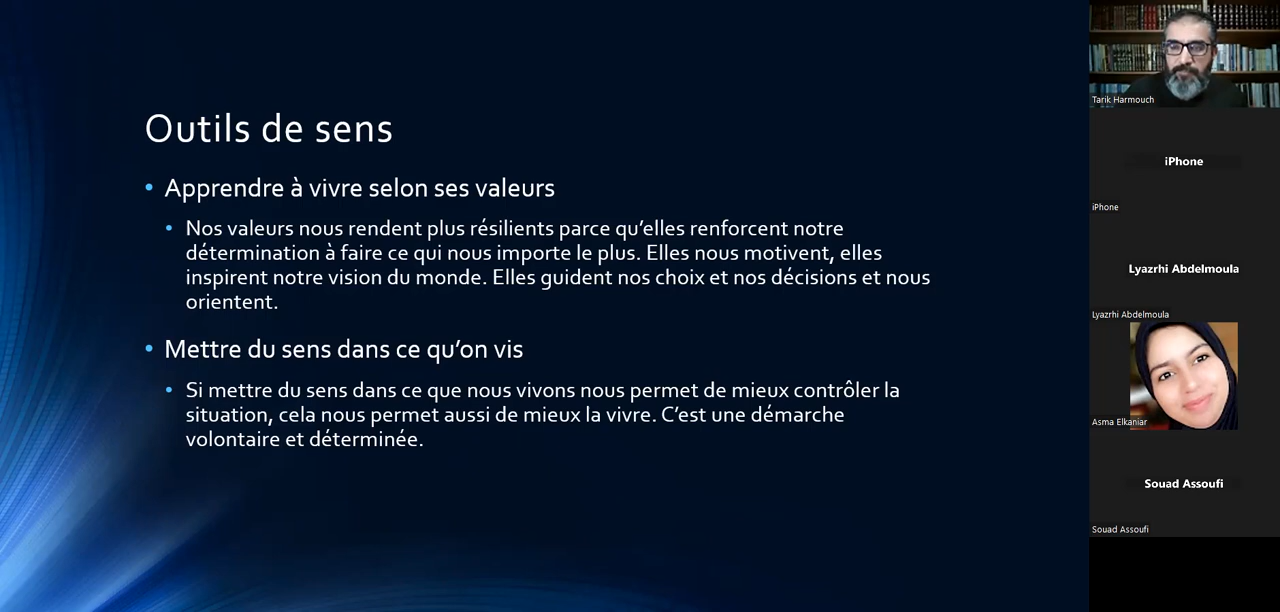 Outils de sens
• Apprendre à vivre selon ses valeurs
• Nos valeurs nous rendent plus résilients parce qu'elles renforcent notre
détermination à faire ce qui nous importe le plus. Elles nous motivent, elles
inspirent notre vision du monde. Elles guident nos choix et nos décisions et nous
orientent.
• Mettre du sens dans ce qu'on vis
• Si mettre du sens dans ce que nous vivons nous permet de mieux contrôler la
situation, cela nous permet aussi de mieux la vivre. C'est une démarche
volontaire et déterminée.
Tarik Harmouch
iPhone
iPhone
Lyazrhi Abdelmoula
Lyazrhi Abdelmoula
Asma Elkaniar
Souad Assoufi
Souad Assoufi